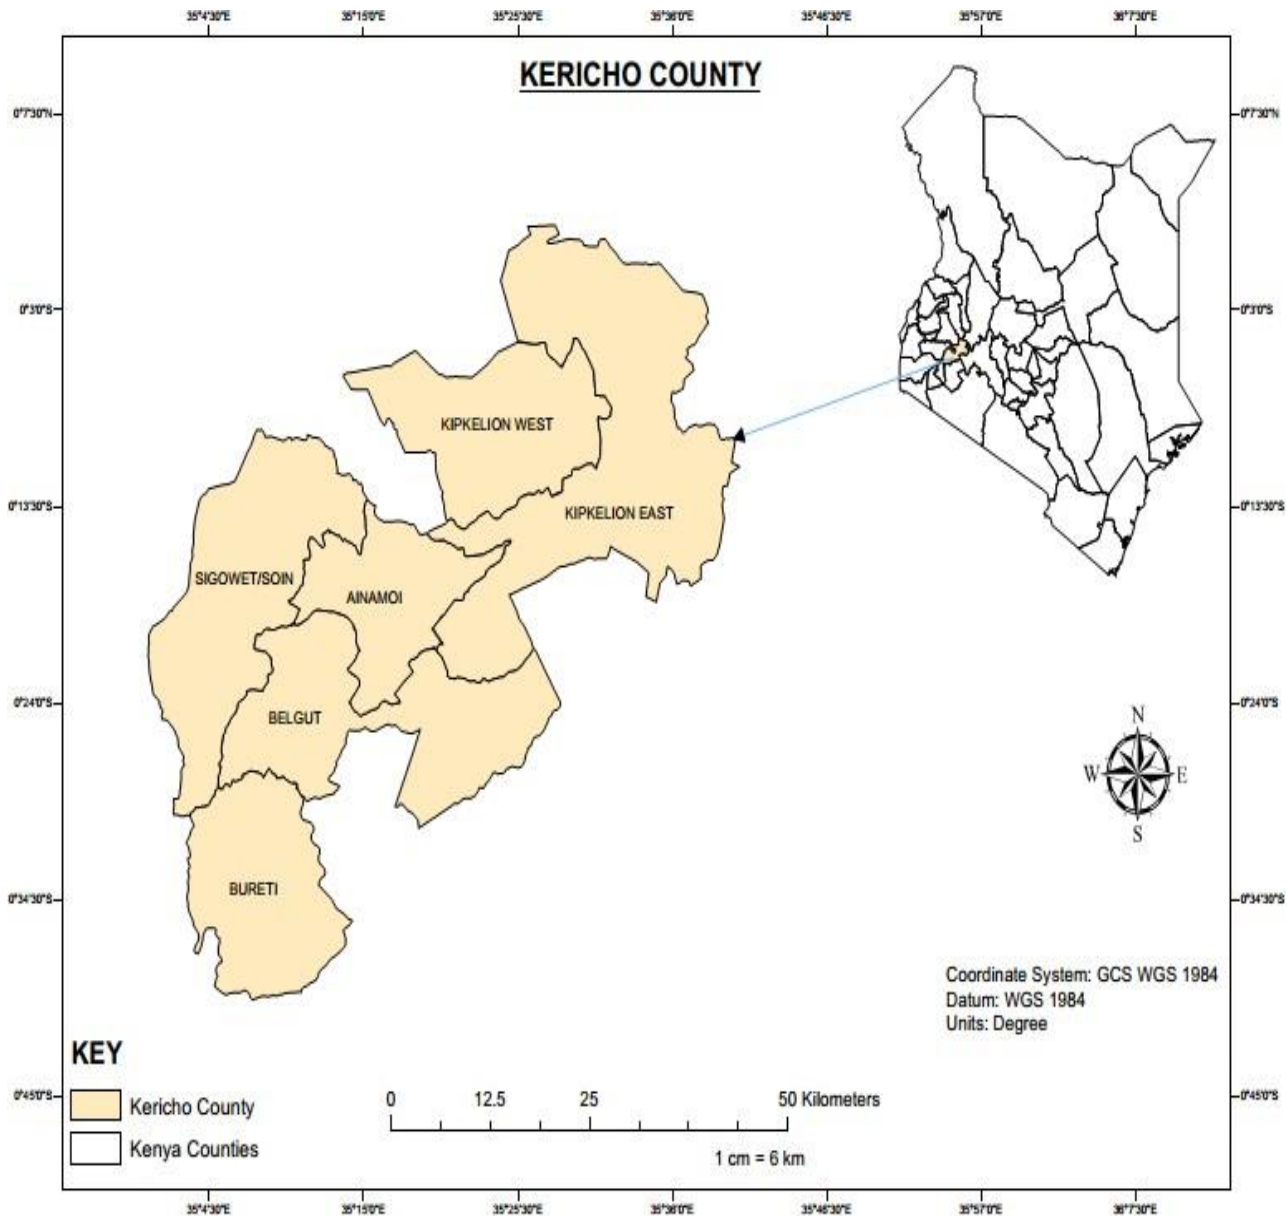 35°4'30"E 35°15'0"E 35°25'30"E 35°36'0"E 35°46'30"E 35°57'0"E 36°7'30"E
KERICHO COUNTY
0°7'30"N 0°7'30"N
0°3'0"S 0°3'0"S
KIPKELION WEST
0°13'30"S 0°13'30"S
KIPKELION EAST
SIGOWET/SOIN
AINAMOI
0°24'0"S 0°24'0"S
BELGUT
N
W E
S
BURETI
0°34'30"S 0°34'30"S
Coordinate System: GCS WGS 1984
Datum: WGS 1984
Units: Degree
KEY
0°45'0"S 0°45'0"S
Kericho County
0 12.5 25 50 Kilometers
Kenya Counties
1 cm = 6 km
35°4'30"E 35°15'0"E 35°25'30"E 35°36'0"E 35°46'30"E 35°57'0"E 36°7'30"E